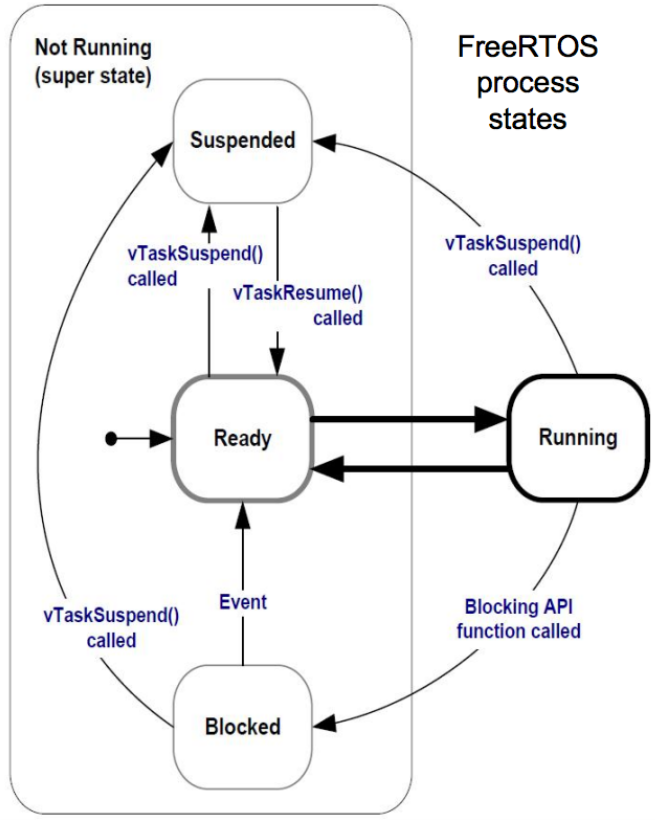 Not Running
(super state)
FreeRTOS
process
states
Suspended
vTaskSuspend()
called
vTaskResume()
called
vTaskSuspend()
called
Ready
Running
Event
vTaskSuspend()
called
Blocking API
function called
Blocked